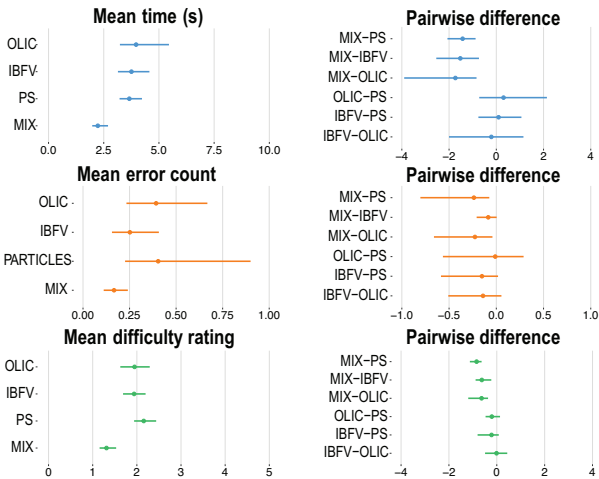 Mean time (s)
OLIC
IBFV
PS
MIX
0.0 2.5 5.0 7.5 10.0
Pairwise difference
MIX−PS
MIX−IBFV
MIX−OLIC
OLIC−PS
IBFV−PS
IBFV−OLIC
−4 −2 0 2 4
Mean error count
OLIC
IBFV
PARTICLES
MIX
0.00 0.25 0.50 0.75 1.00
Pairwise difference
MIX−PS
MIX−IBFV
MIX−OLIC
OLIC−PS
IBFV−PS
IBFV−OLIC
−1.0 −0.5 0.0 0.5 1.0
Mean difficulty rating
OLIC
IBFV
PS
MIX
0 1 2 3 4 5
Pairwise difference
MIX−PS
MIX−IBFV
MIX−OLIC
OLIC−PS
IBFV−PS
IBFV−OLIC
−4 −2 0 2 4